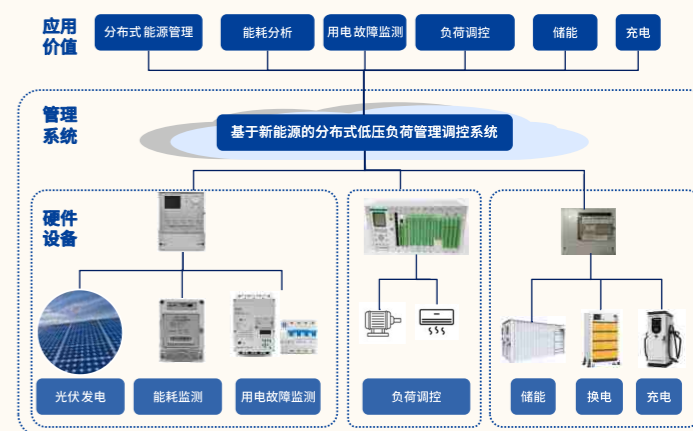 应用
价值
分布式能源管理
能耗分析
用电故障监测
负荷调控
储能
充电
管理
系统
基于新能源的分布式低压负荷管理调控系统
硬件
设备
光伏发电
能耗监测
用电故障监测
负荷调控
储能
换电
充电